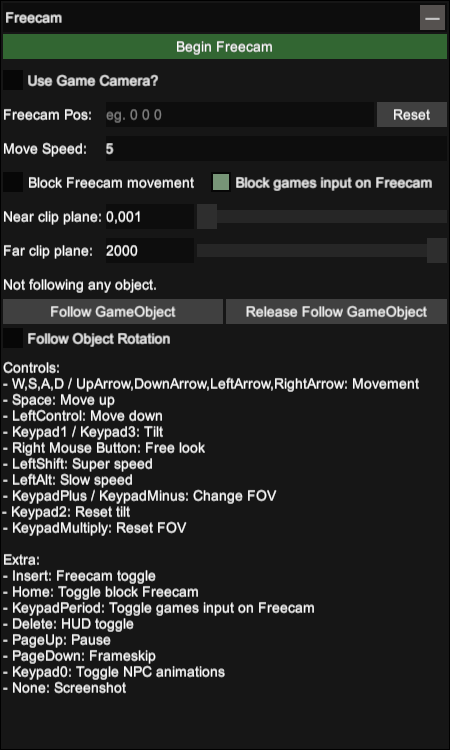 Freecam
Begin Freecam
Use Game Camera?
Freecam Pos: eg. 0 0 0 Reset
Move Speed: 5
Block Freecam movement Block games input on Freecam
Near clip plane: 0,001
Far clip plane: 2000
Not following any object.
Follow GameObject Release Follow GameObject
Follow Object Rotation
Controls:
- W,S,A,D / UpArrow,DownArrow,LeftArrow,RightArrow: Movement
- Space: Move up
- LeftControl: Move down
- Keypad1 / Keypad3: Tilt
- Right Mouse Button: Free look
- LeftShift: Super speed
- LeftAlt: Slow speed
- KeypadPlus / KeypadMinus: Change FOV
- Keypad2: Reset tilt
- KeypadMultiply: Reset FOV
Extra:
- Insert: Freecam toggle
- Home: Toggle block Freecam
- KeypadPeriod: Toggle games input on Freecam
- Delete: HUD toggle
- PageUp: Pause
- PageDown: Frameskip
- Keypad0: Toggle NPC animations
- None: Screenshot